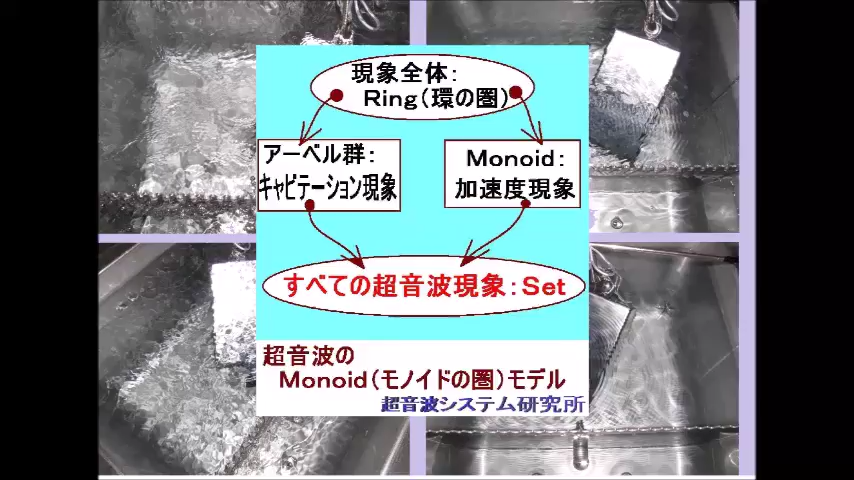 現象全体：
Ring（環の圏）
アーベル群：
キャビテーション現象
Monoid：
加速度現象
すべての超音波現象：Set
超音波の
Monoid（モノイドの圏）モデル
超音波システム研究所